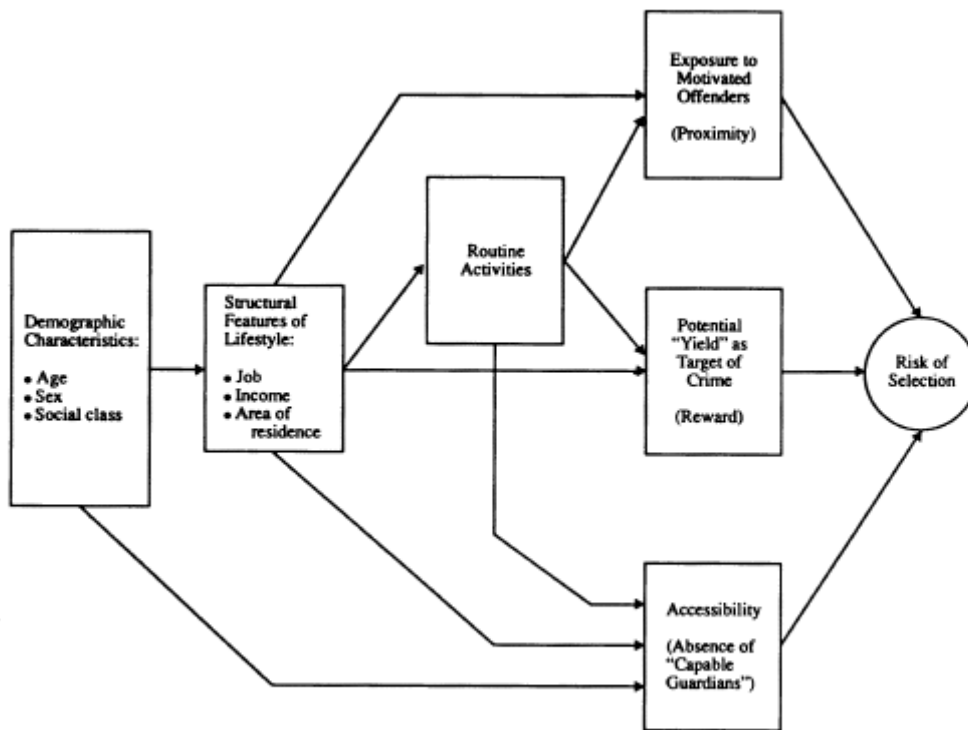 Demographic
Characteristics:
• Age
• Sex
• Social class
Structural
Features of
Lifestyle:
• Job
• Income
• Area of
residence
Routine
Activities
Exposure to
Motivated
Offenders
(Proximity)
Potential
“Yield” as
Target of
Crime
(Reward)
Accessibility
(Absence of
“Capable
Guardians”)
Risk of
Selection